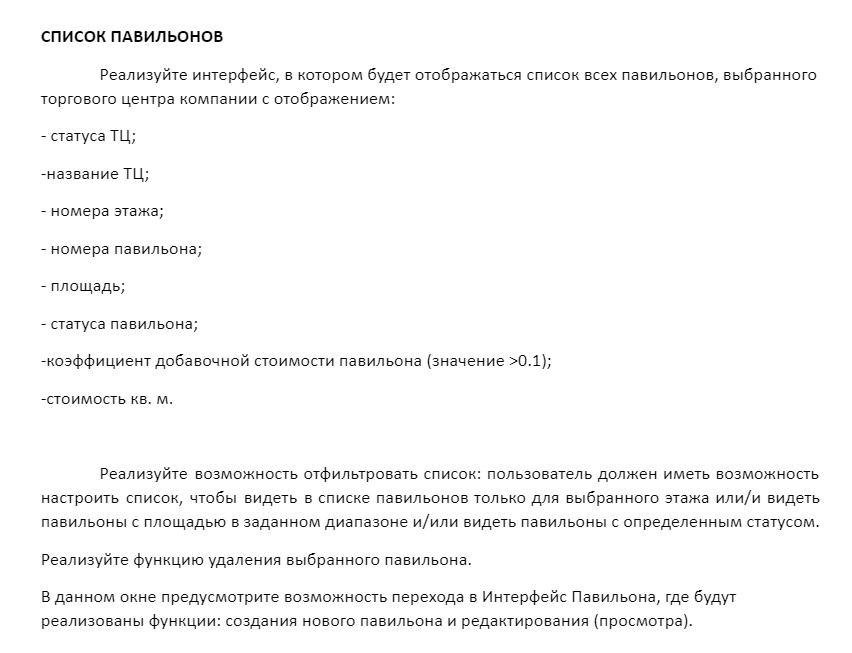 СПИСОК ПАВИЛЬОНОВ
Реализуйте интерфейс, в котором будет отображаться список всех павильонов, выбранного
торгового центра компании с отображением:
- статуса ТЦ;
-название ТЦ;
- номера этажа;
- номера павильона;
- площадь;
- статуса павильона;
-коэффициент добавочной стоимости павильона (значение >0.1);
-стоимость кв. м.
Реализуйте возможность отфильтровать список: пользователь должен иметь возможность
настроить список, чтобы видеть в списке павильонов только для выбранного этажа или/и видеть
павильоны с площадью в заданном диапазоне и/или видеть павильоны с определенным статусом.
Реализуйте функцию удаления выбранного павильона.
В данном окне предусмотрите возможность перехода в Интерфейс Павильона, где будут
реализованы функции: создания нового павильона и редактирования (просмотра).